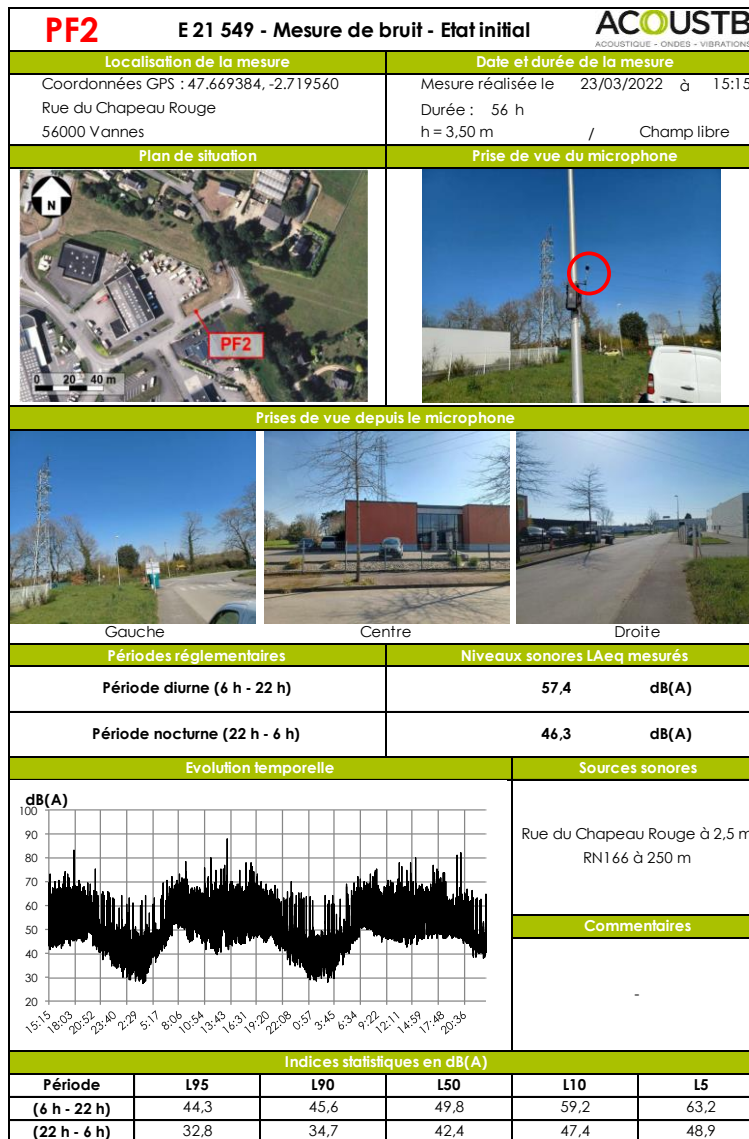 PF2 E 21 549 - Mesure de bruit - Etat initial ACOUSTB
ACOUSTIQUE - ONDES - VIBRATIONS
Localisation de la mesure Date et durée de la mesure
Coordonnées GPS : 47.669384, -2.719560 Mesure réalisée le 23/03/2022 à 15:15
Rue du Chapeau Rouge Durée : 56 h
56000 Vannes h = 3,50 m / Champ libre
Plan de situation Prise de vue du microphone
N
PF2
0 20 40 m
Prises de vue depuis le microphone
Gauche Centre Droite
Périodes réglementaires Niveaux sonores LAeq mesurés
Période diurne (6 h - 22 h) 57,4 dB(A)
Période nocturne (22 h - 6 h) 46,3 dB(A)
Evolution temporelle Sources sonores
dB(A)
100
90
80
70
60
50
40
30
20
15:15 18:03 20:52 23:40 2:29 5:17 8:06 10:54 13:43 16:31 19:20 22:08 0:57 3:45 6:34 9:22 12:11 14:59 17:48 20:36
Rue du Chapeau Rouge à 2,5 m
RN166 à 250 m
Commentaires
-
Indices statistiques en dB(A)
Période L95 L90 L50 L10 L5
(6 h - 22 h) 44,3 45,6 49,8 59,2 63,2
(22 h - 6 h) 32,8 34,7 42,4 47,4 48,9